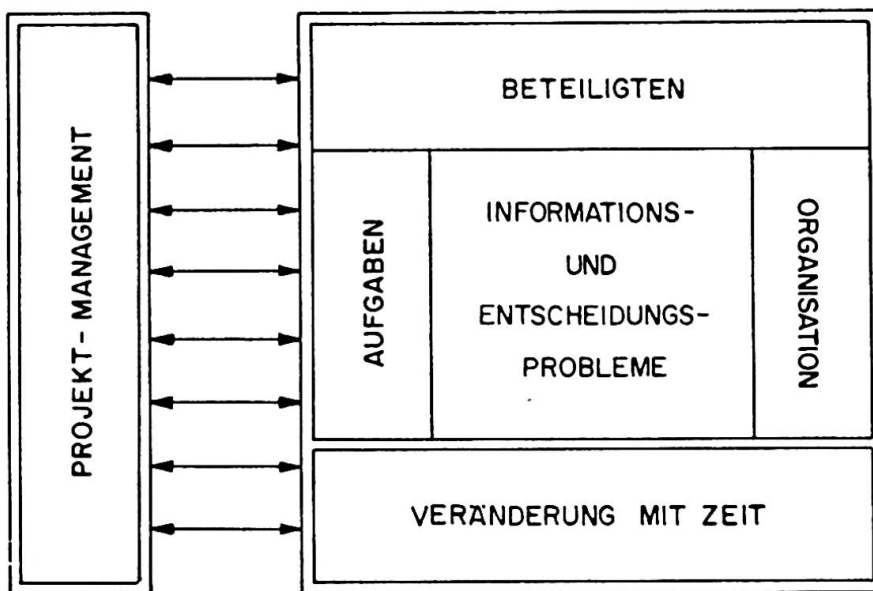 PROJEKT-MANAGEMENT
BETEILIGTEN
AUFGABEN
INFORMATIONS-
UND
ENTSCHEIDUNGS-
PROBLEME
ORGANISATION
VERÄNDERUNG MIT ZEIT